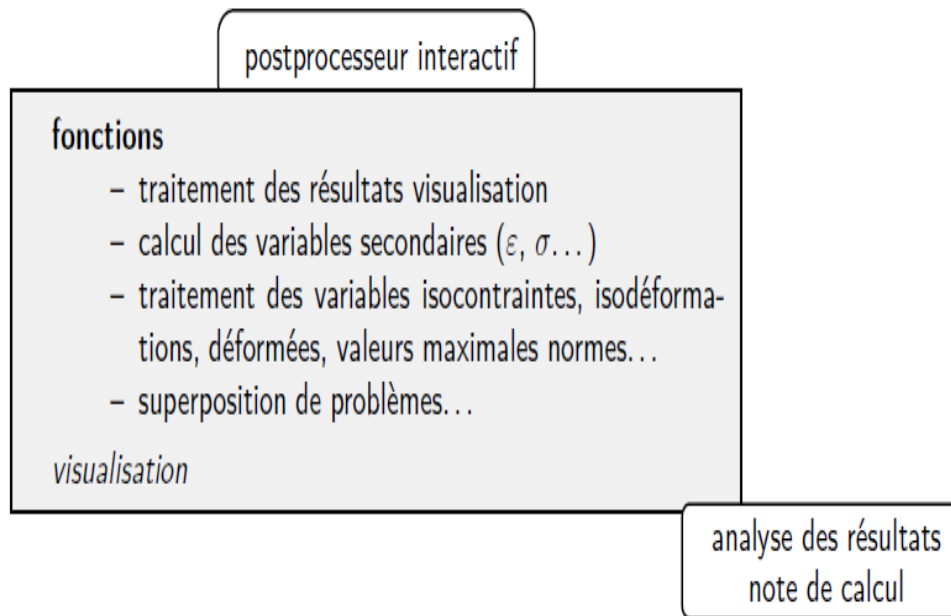 postprocesseur interactif
fonctions
– traitement des résultats visualisation
– calcul des variables secondaires (ε, σ…)
– traitement des variables isocontraintes, isodéforma-
tions, déformées, valeurs maximales normes…
– superposition de problèmes…
visualisation
analyse des résultats
note de calcul